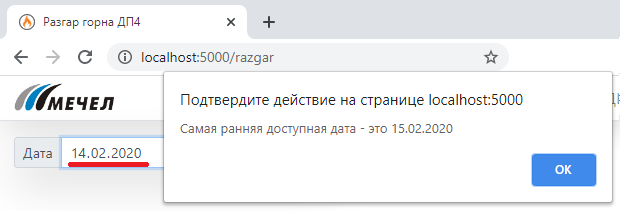 Разгар горна ДП4
localhost:5000/razgar
Подтвердите действие на странице localhost:5000
МЕЧЕЛ
Самая ранняя доступная дата - это 15.02.2020
Дата 14.02.2020
ОК